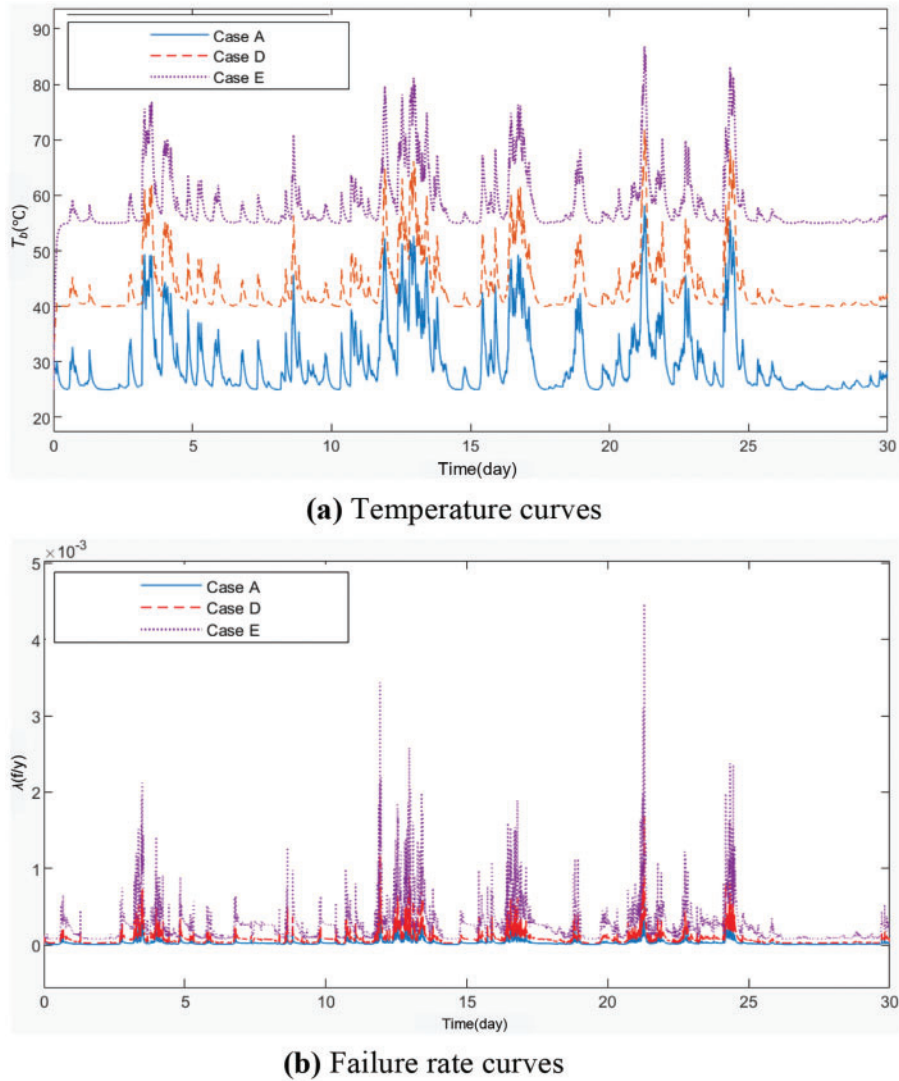 90
80
70
60
50
40
30
20
T_b(°C)
Case A
Case D
Case E
0 5 10 15 20 25 30
Time(day)
(a) Temperature curves
×10^-3
5
4
3
2
1
0
λ(f/y)
Case A
Case D
Case E
0 5 10 15 20 25 30
Time(day)
(b) Failure rate curves